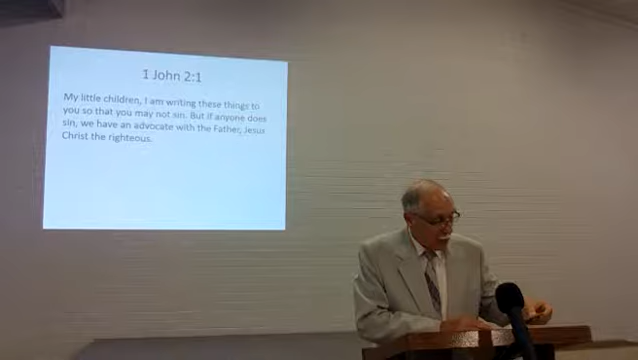 1 John 2:1
My little children, I am writing these things to
you so that you may not sin. But if anyone does
sin, we have an advocate with the Father, Jesus
Christ the righteous.